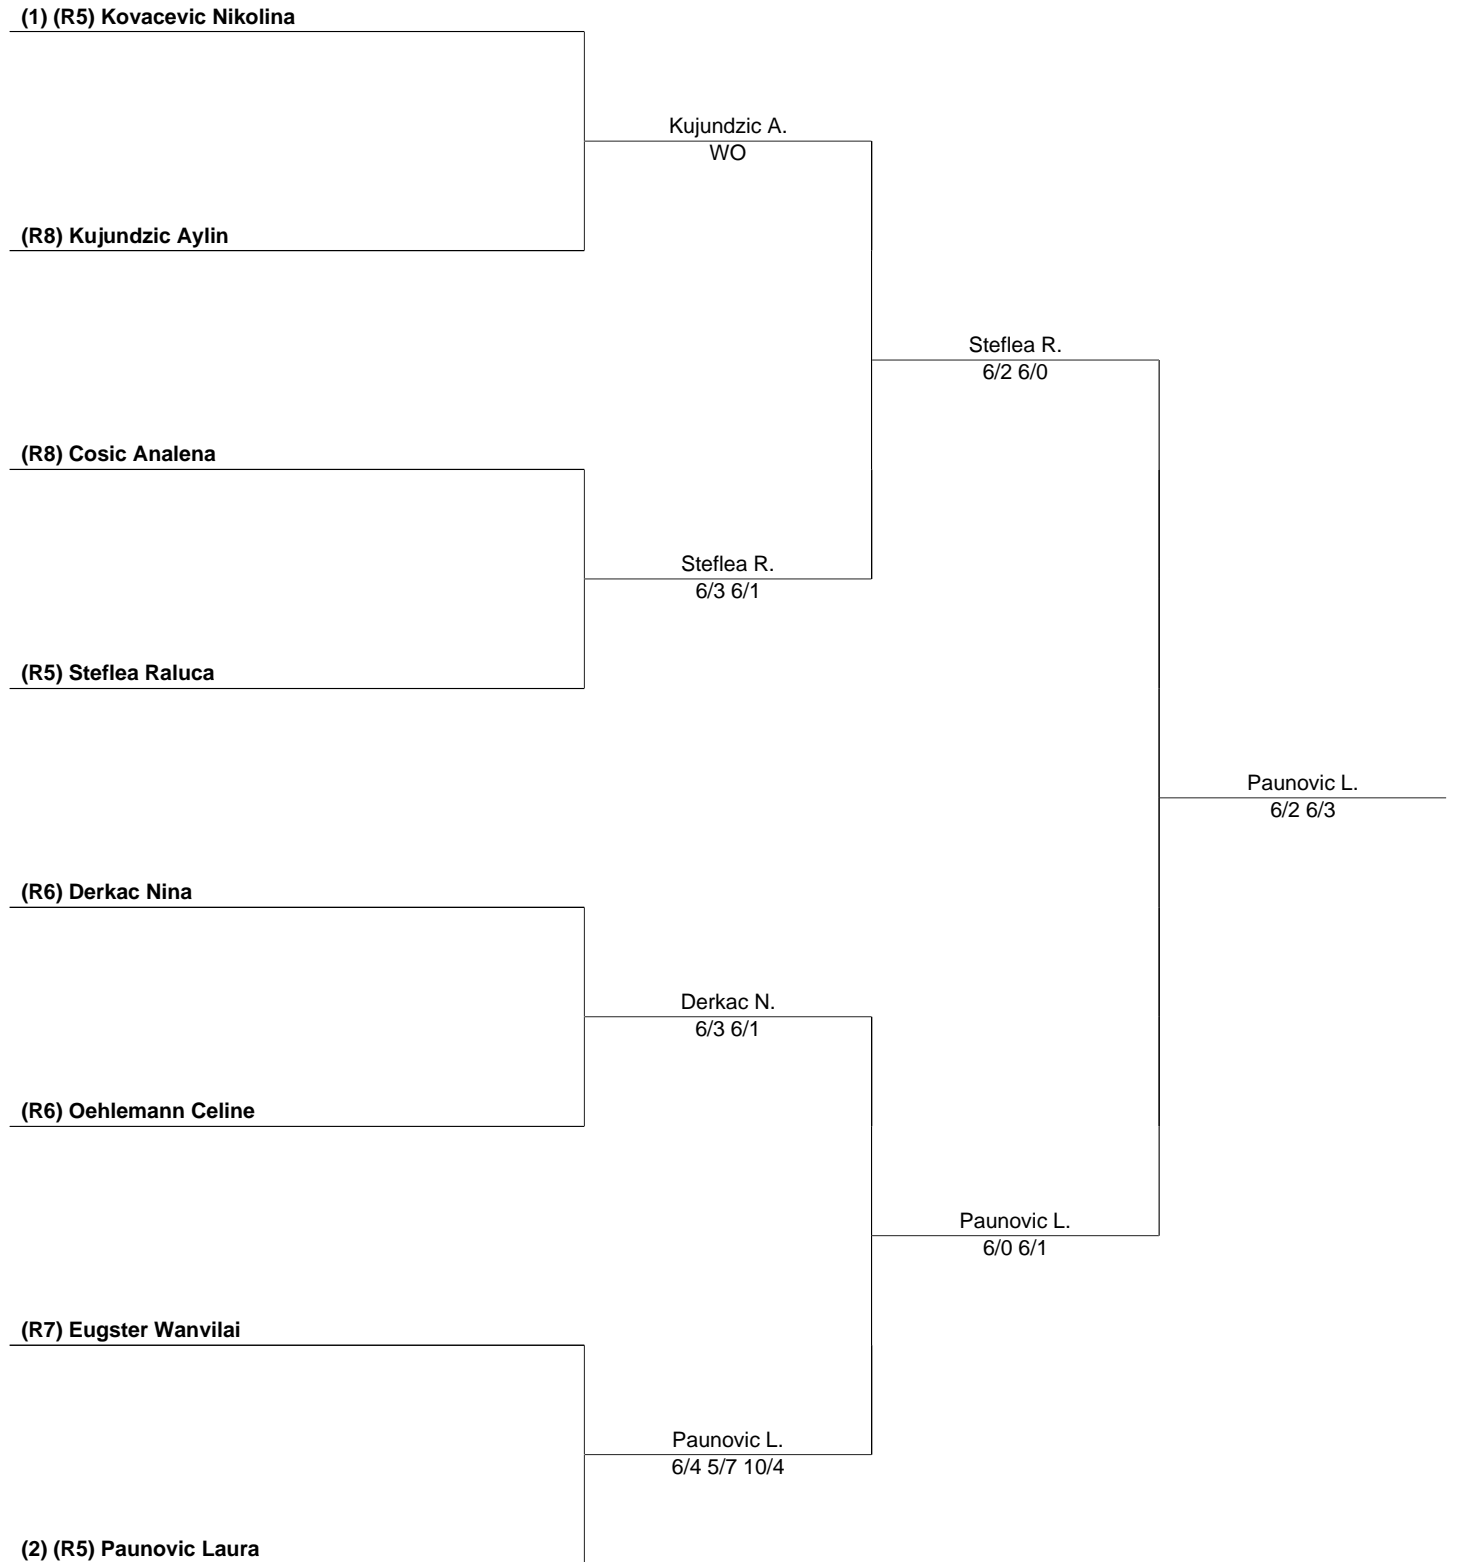 (1) (R5) Kovacevic Nikolina
Kujundzic A.
WO
(R8) Kujundzic Aylin
Steflea R.
6/2 6/0
(R8) Cosic Analena
Steflea R.
6/3 6/1
(R5) Steflea Raluca
Paunovic L.
6/2 6/3
(R6) Derkac Nina
Derkac N.
6/3 6/1
(R6) Oehlemann Celine
Paunovic L.
6/0 6/1
(R7) Eugster Wanvilai
Paunovic L.
6/4 5/7 10/4
(2) (R5) Paunovic Laura